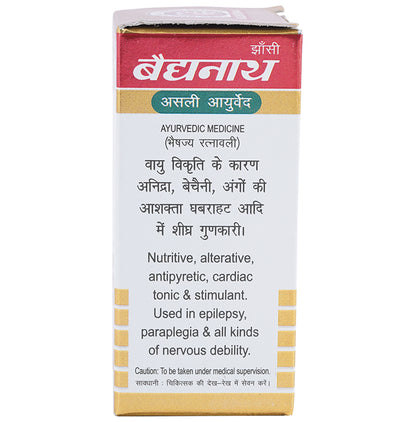 झाँसी
बैद्यनाथ
असली आयुर्वेद
AYURVEDIC MEDICINE
(भैषज्य रत्नावली)
वायु विकृति के कारण
अनिद्रा, बेचैनी, अंगों की
आशक्ता घबराहट आदि
में शीघ्र गुणकारी।
Nutritive, alterative,
antipyretic, cardiac
tonic & stimulant.
Used in epilepsy,
paraplegia & all kinds
of nervous debility.
Caution: To be taken under medical supervision.
सावधानी : चिकित्सक की देख-रेख में सेवन करें।